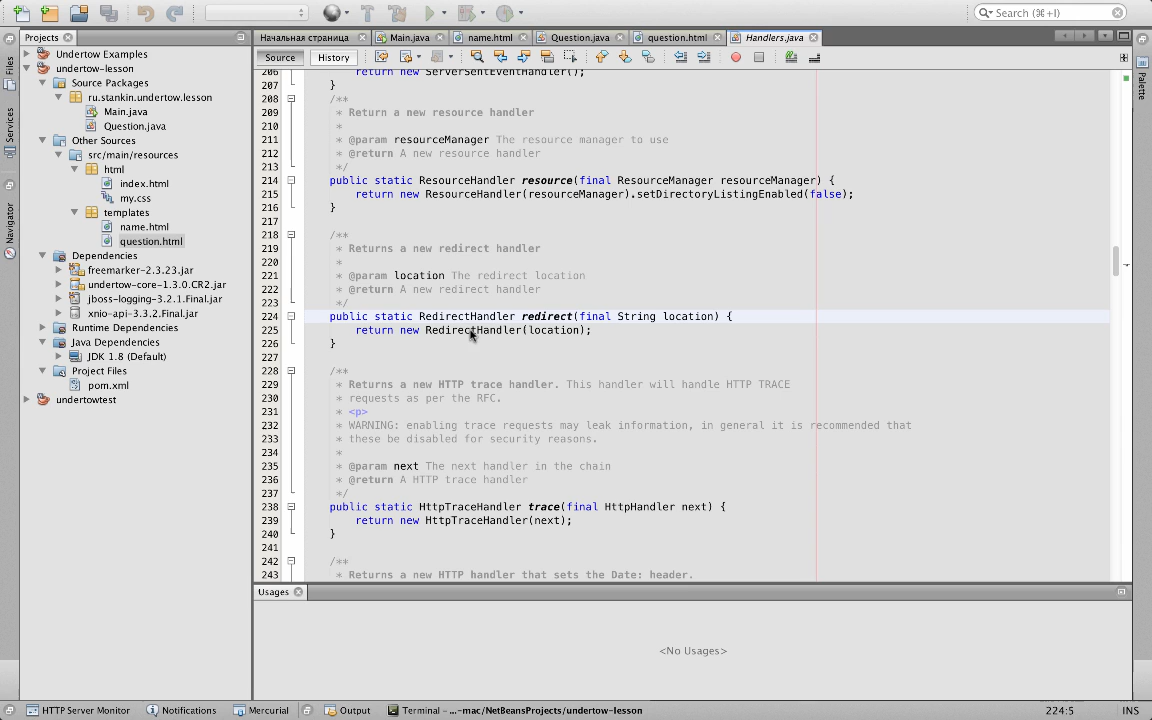 Search (⌘+I)
Projects
Начальная страница
Main.java
name.html
Question.java
question.html
Handlers.java
Source
History
Files
Services
Navigator
Palette
Undertow Examples
undertow-lesson
Source Packages
ru.stankin.undertow.lesson
Main.java
Question.java
Other Sources
src/main/resources
html
index.html
my.css
templates
name.html
question.html
Dependencies
freemarker-2.3.23.jar
undertow-core-1.3.0.CR2.jar
jboss-logging-3.2.1.Final.jar
xnio-api-3.3.2.Final.jar
Runtime Dependencies
Java Dependencies
JDK 1.8 (Default)
Project Files
pom.xml
undertowtest
206 return new ServerSentEventHandler();
207 }
208 /**
209 * Return a new resource handler
210 *
211 * @param resourceManager The resource manager to use
212 * @return A new resource handler
213 */
214 public static ResourceHandler resource(final ResourceManager resourceManager) {
215 return new ResourceHandler(resourceManager).setDirectoryListingEnabled(false);
216 }
217
218 /**
219 * Returns a new redirect handler
220 *
221 * @param location The redirect location
222 * @return A new redirect handler
223 */
224 public static RedirectHandler redirect(final String location) {
225 return new RedirectHandler(location);
226 }
227
228 /**
229 * Returns a new HTTP trace handler. This handler will handle HTTP TRACE
230 * requests as per the RFC.
231 * <p>
232 * WARNING: enabling trace requests may leak information, in general it is recommended that
233 * these be disabled for security reasons.
234 *
235 * @param next The next handler in the chain
236 * @return A HTTP trace handler
237 */
238 public static HttpTraceHandler trace(final HttpHandler next) {
239 return new HttpTraceHandler(next);
240 }
241
242 /**
243 * Returns a new HTTP handler that sets the Date: header.
Usages
<No Usages>
HTTP Server Monitor
Notifications
Mercurial
Output
Terminal - ...-mac/NetBeansProjects/undertow-lesson
224:5
INS